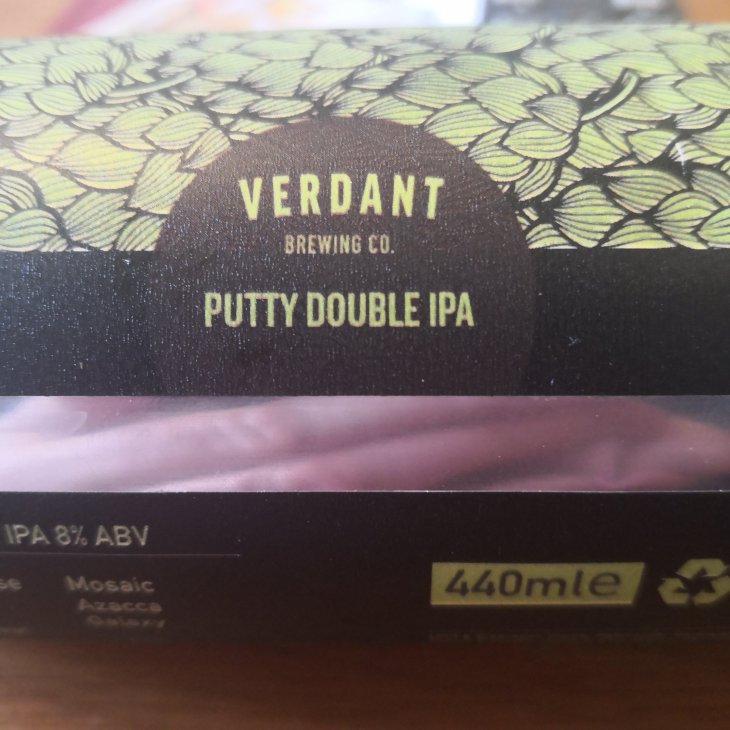 VERDANT
BREWING CO.
PUTTY DOUBLE IPA
IPA 8% ABV
Mosaic
Azacca
Galaxy
440ml e